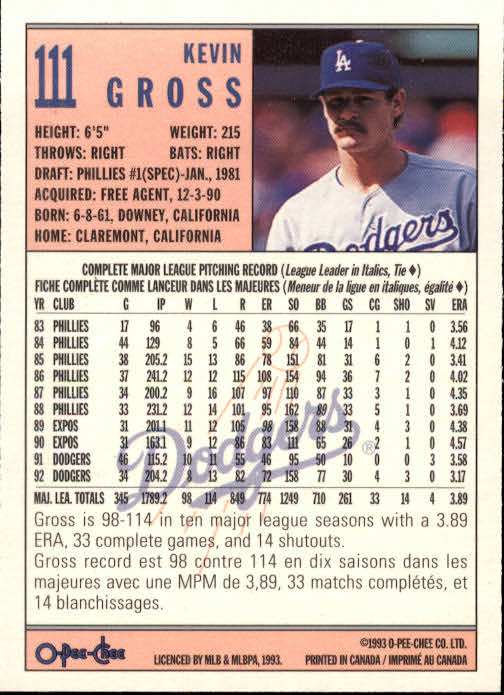 111
KEVIN
GROSS
HEIGHT: 6'5" WEIGHT: 215
THROWS: RIGHT BATS: RIGHT
DRAFT: PHILLIES #1(SPEC)-JAN., 1981
ACQUIRED: FREE AGENT, 12-3-90
BORN: 6-8-61, DOWNEY, CALIFORNIA
HOME: CLAREMONT, CALIFORNIA
LA
Dodgers
COMPLETE MAJOR LEAGUE PITCHING RECORD (League Leader in Italics, Tie ♦)
FICHE COMPLÈTE COMME LANCEUR DANS LES MAJEURES (Meneur de la ligue en italiques, égalité ♦)
YR CLUB G IP W L R ER SO BB GS CG SHO SV ERA
83 PHILLIES 17 96 4 6 46 38 66 35 17 1 1 0 3.56
84 PHILLIES 44 129 8 5 66 59 84 44 14 1 0 1 4.12
85 PHILLIES 38 205.2 15 13 86 78 151 81 31 6 2 0 3.41
86 PHILLIES 37 241.2 12 12 115 108 154 94 36 7 2 0 4.02
87 PHILLIES 34 200.2 9 16 107 97 110 87 33 3 1 0 4.35
88 PHILLIES 33 231.2 12 14 101 95 162 89 33 5 1 0 3.69
89 EXPOS 31 201.1 11 12 105 98 158 88 31 4 3 0 4.38
90 EXPOS 31 163.1 9 12 86 83 111 65 26 2 1 0 4.57
91 DODGERS 46 115.2 10 11 55 46 95 50 10 0 0 3 3.58
92 DODGERS 34 204.2 8 13 82 72 158 77 30 4 3 0 3.17
MAJ. LEA. TOTALS 345 1789.2 98 114 849 774 1249 710 261 33 14 4 3.89
Dodgers®
Gross is 98-114 in ten major league seasons with a 3.89
ERA, 33 complete games, and 14 shutouts.
Gross record est 98 contre 114 en dix saisons dans les
majeures avec une MPM de 3,89, 33 matchs complétés, et
14 blanchissages.
O-Pee-Chee
LICENCED BY MLB & MLBPA, 1993.
©1993 O-PEE-CHEE CO. LTD.
PRINTED IN CANADA / IMPRIMÉ AU CANADA